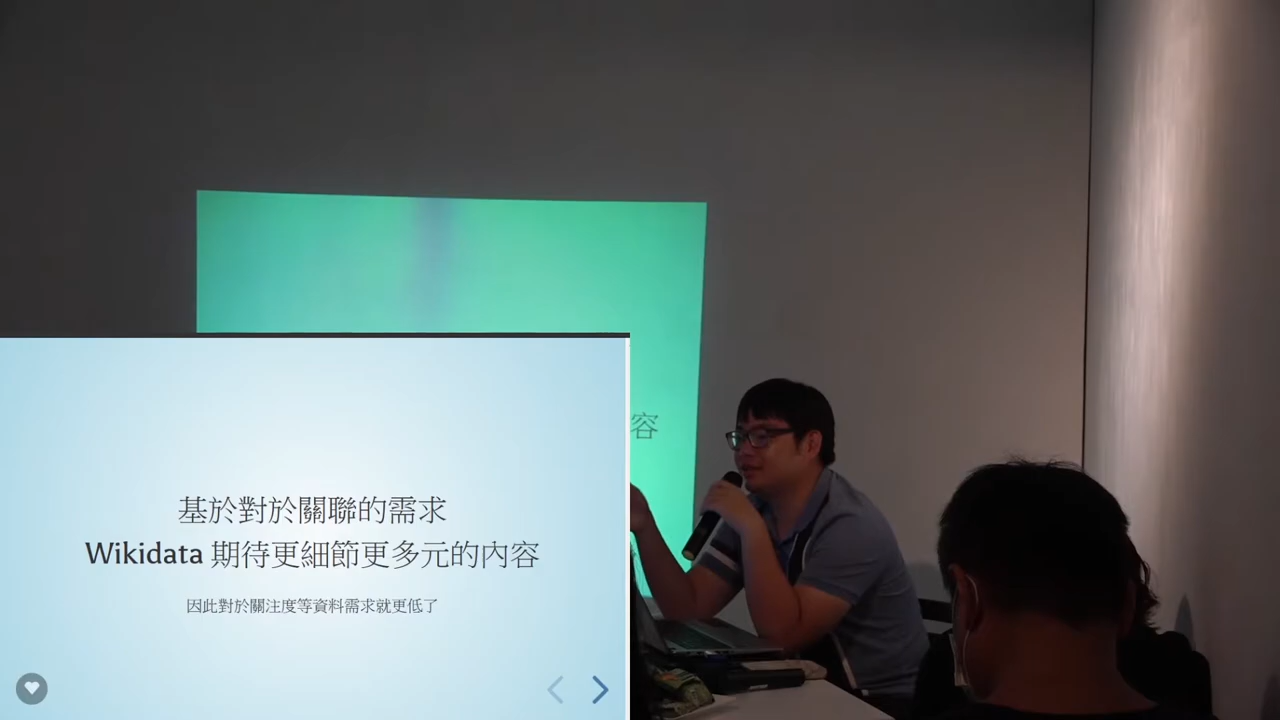 容
基於對於關聯的需求
Wikidata 期待更細節更多元的內容
因此對於關注度等資料需求就更低了